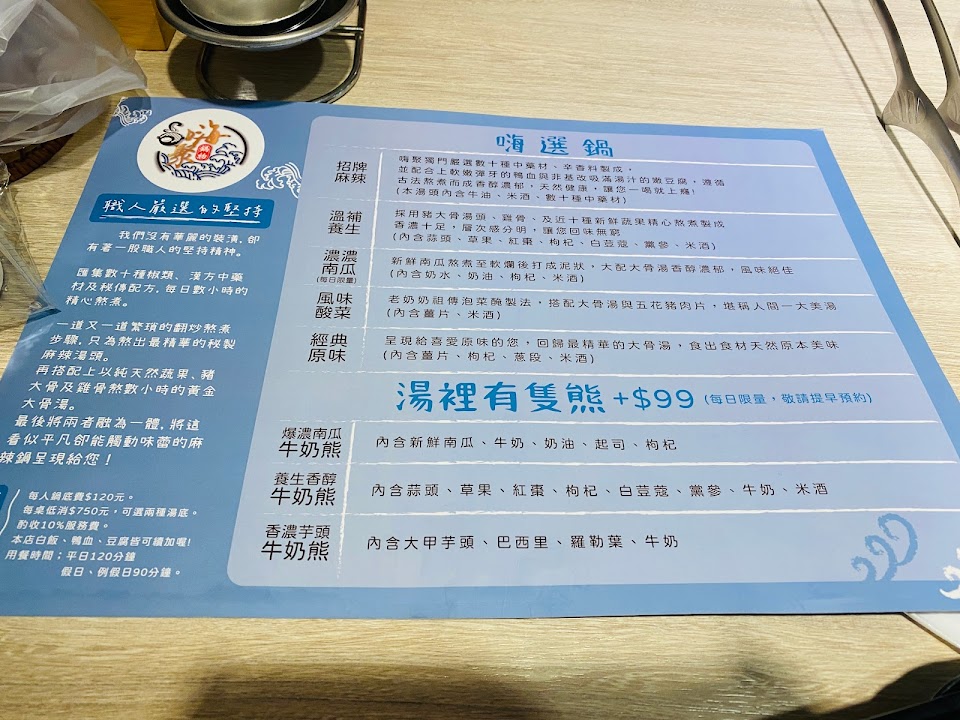 嗨聚
鍋物
職人嚴選的堅持
我們沒有華麗的裝潢,卻
有著一股職人的堅持精神。
匯集數十種椒類、漢方中藥
材及秘傳配方,每日數小時的
精心熬煮。
一道又一道繁瑣的翻炒熬煮
步驟,只為熬出最精華的秘製
麻辣湯頭。
再搭配上以純天然蔬果、豬
大骨及雞骨熬數小時的黃金
大骨湯。
最後將兩者融為一體,將這
看似平凡卻能觸動味蕾的麻
辣鍋呈現給您!
每人鍋底費$120元。
每桌低消$750元,可選兩種湯底。
酌收10%服務費。
本店白飯、鴨血、豆腐皆可續加喔!
用餐時間:平日120分鐘
假日、例假日90分鐘。
嗨選鍋
招牌
麻辣
嗨聚獨門嚴選數十種中藥材、辛香料製成,
並配合上軟嫩彈牙的鴨血與非基改吸滿湯汁的嫩豆腐,遵循
古法熬煮而成香醇濃郁,天然健康,讓您一喝就上癮!
(本湯頭內含牛油、米酒、數十種中藥材)
溫補
養生
採用豬大骨湯頭、雞骨、及近十種新鮮蔬果精心熬煮製成
香濃十足,層次感分明,讓您回味無窮
(內含蒜頭、草果、紅棗、枸杞、白荳蔻、黨參、米酒)
濃濃
南瓜
(每日限量)
新鮮南瓜熬煮至軟爛後打成泥狀,大配大骨湯香醇濃郁,風味絕佳
(內含奶水、奶油、枸杞、米酒)
風味
酸菜
老奶奶祖傳泡菜醃製法,搭配大骨湯與五花豬肉片,堪稱人間一大美湯
(內含薑片、米酒)
經典
原味
呈現給喜愛原味的您,回歸最精華的大骨湯,食出食材天然原本美味
(內含薑片、枸杞、蔥段、米酒)
湯裡有隻熊+$99 (每日限量,敬請提早預約)
爆濃南瓜
牛奶熊
內含新鮮南瓜、牛奶、奶油、起司、枸杞
養生香醇
牛奶熊
內含蒜頭、草果、紅棗、枸杞、白荳蔻、黨參、牛奶、米酒
香濃芋頭
牛奶熊
內含大甲芋頭、巴西里、羅勒葉、牛奶